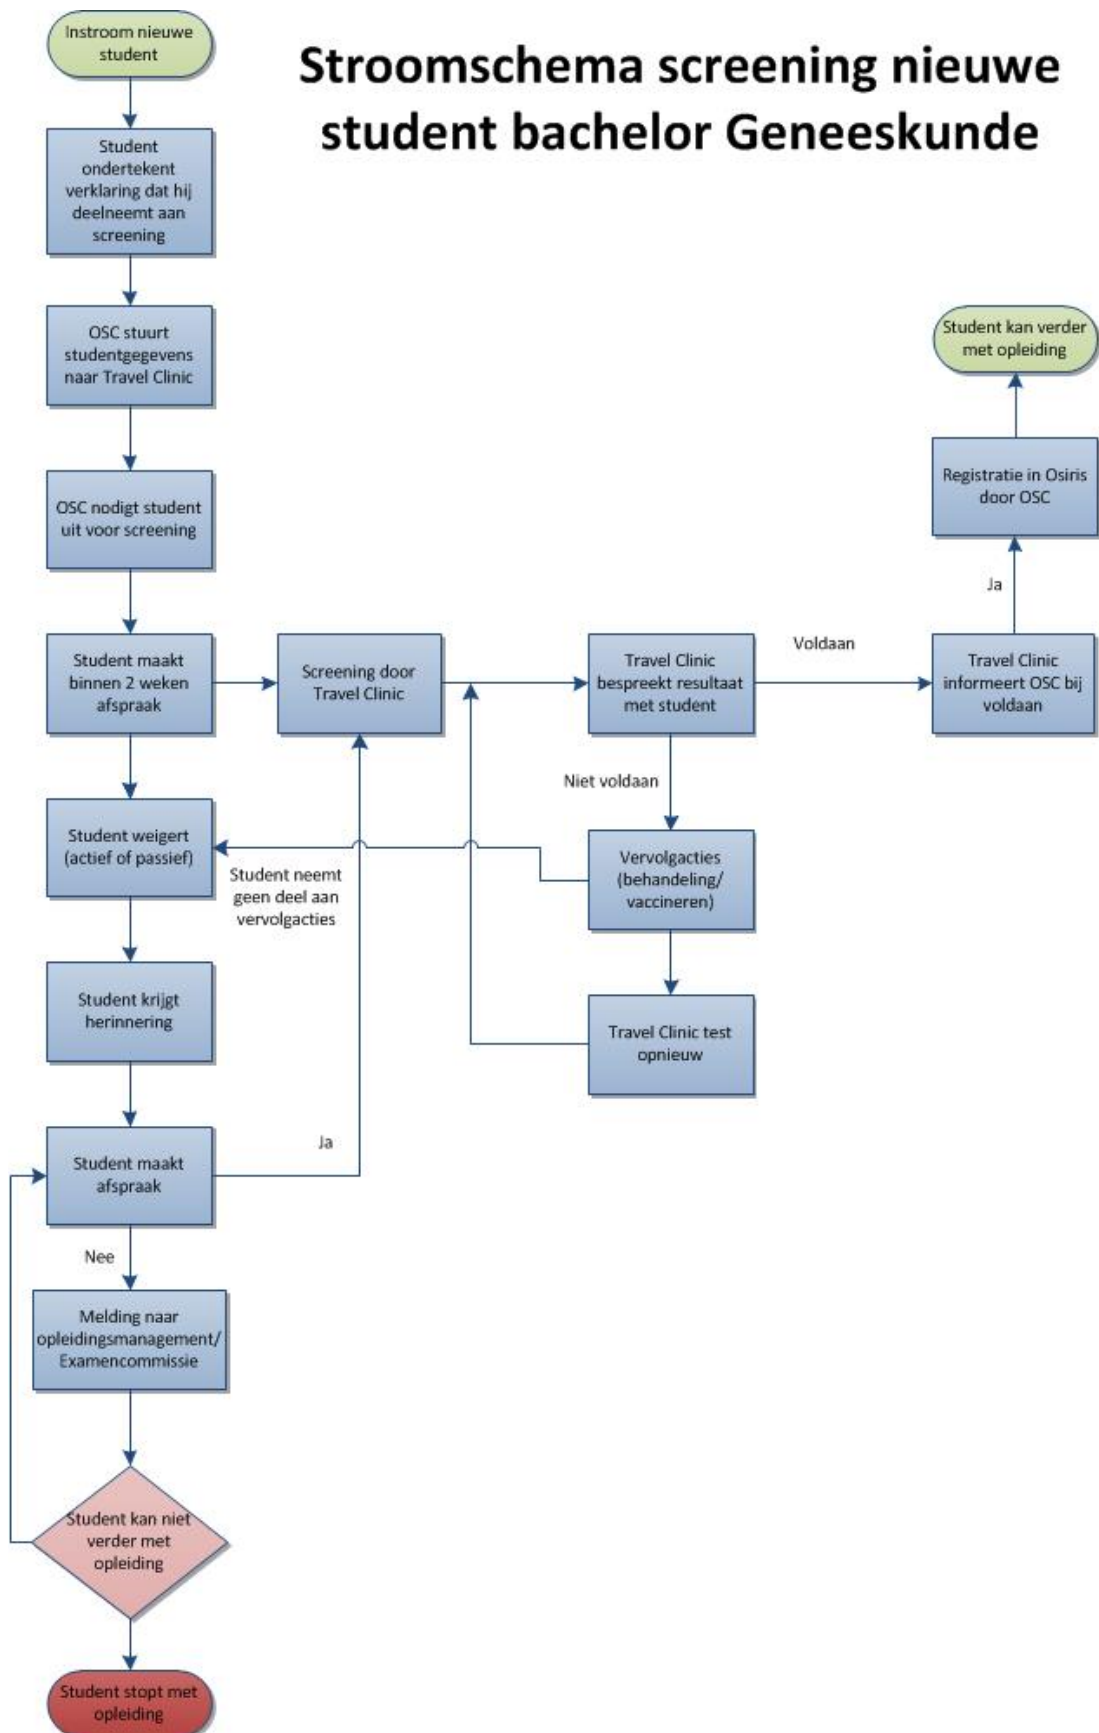 Stroomschema screening nieuwe
student bachelor Geneeskunde
Instroom nieuwe
student
Student
ondertekent
verklaring dat hij
deelneemt aan
screening
OSC stuurt
studentgegevens
naar Travel Clinic
OSC nodigt student
uit voor screening
Student maakt
binnen 2 weken
afspraak
Screening door
Travel Clinic
Travel Clinic
bespreekt resultaat
met student
Voldaan
Travel Clinic
informeert OSC bij
voldaan
Ja
Registratie in Osiris
door OSC
Student kan verder
met opleiding
Niet voldaan
Vervolgacties
(behandeling/
vaccineren)
Student neemt
geen deel aan
vervolgacties
Travel Clinic test
opnieuw
Student weigert
(actief of passief)
Student krijgt
herinnering
Student maakt
afspraak
Ja
Nee
Melding naar
opleidingsmanagement/
Examencommissie
Student kan niet
verder met
opleiding
Student stopt met
opleiding